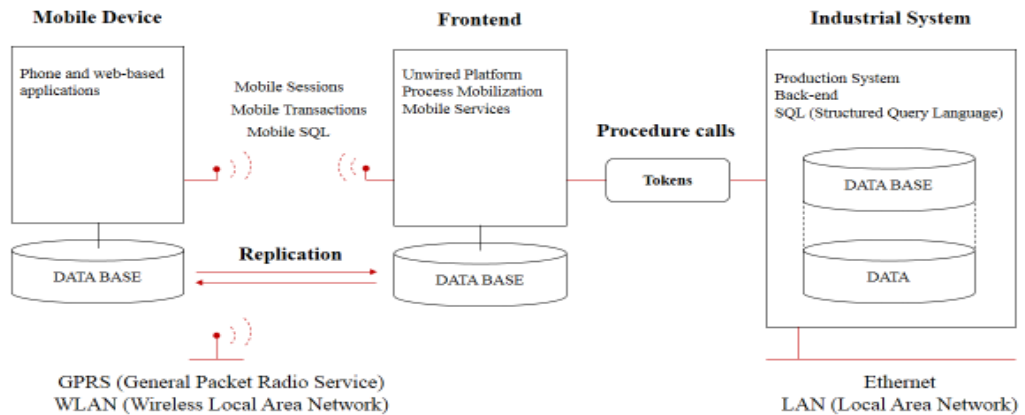 Mobile Device
Frontend
Industrial System
Phone and web-based
applications
Mobile Sessions
Mobile Transactions
Mobile SQL
Unwired Platform
Process Mobilization
Mobile Services
Procedure calls
Tokens
Production System
Back-end
SQL (Structured Query Language)
DATA BASE
DATA
DATA BASE
Replication
DATA BASE
GPRS (General Packet Radio Service)
WLAN (Wireless Local Area Network)
Ethernet
LAN (Local Area Network)